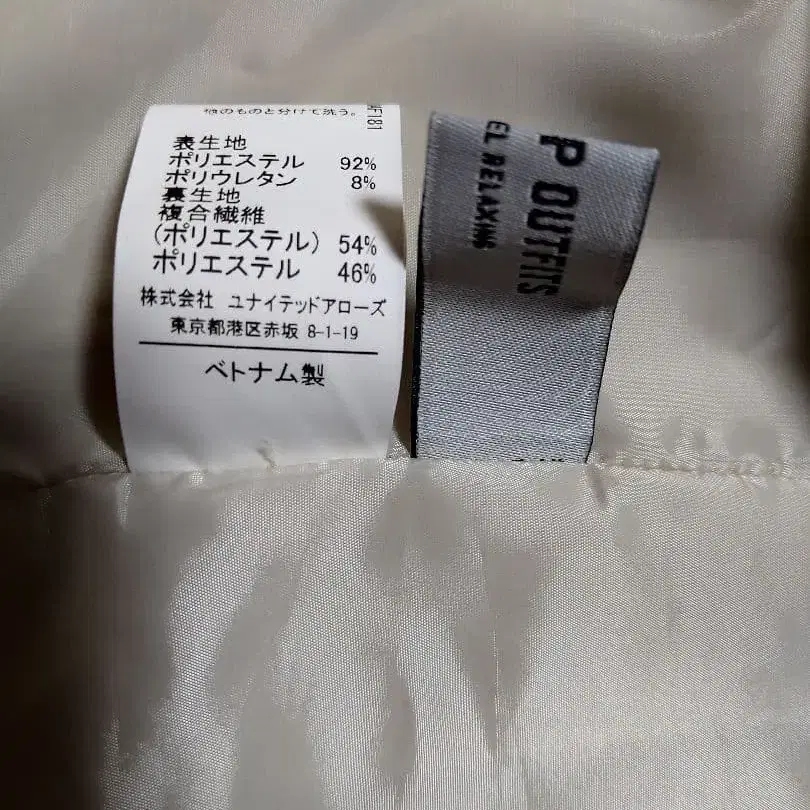 他のものと分けて洗う。
表生地
ポリエステル 92%
ポリウレタン 8%
裏生地
複合繊維
(ポリエステル) 54%
ポリエステル 46%
株式会社 ユナイテッドアローズ
東京都港区赤坂 8-1-19
ベトナム製
P OUTFITS
EL RELAXING